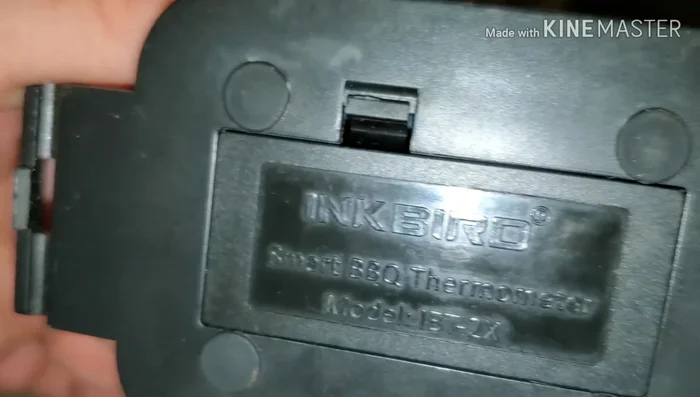 Made with KINEMASTER
INKBIRD®
Smart BBQ Thermometer
Model: IBT-2X